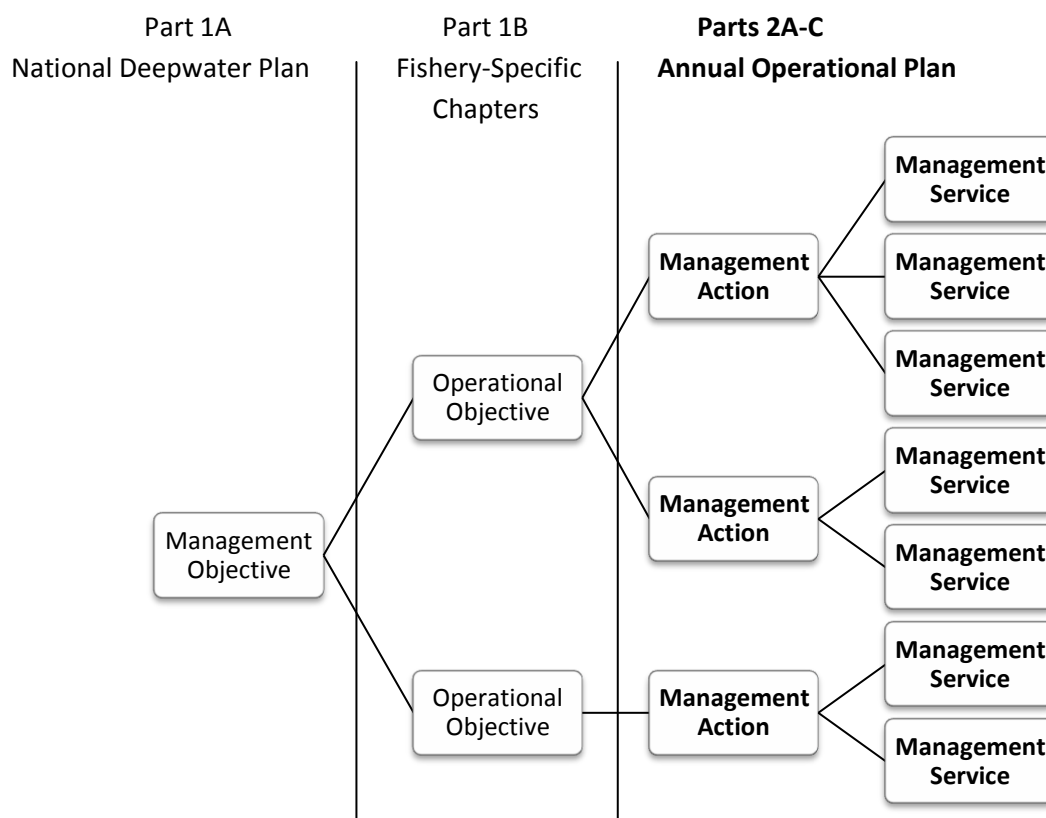 Part 1A
National Deepwater Plan
Part 1B
Fishery-Specific
Chapters
Parts 2A-C
Annual Operational Plan
Management
Objective
Operational
Objective
Operational
Objective
Management
Action
Management
Action
Management
Action
Management
Service
Management
Service
Management
Service
Management
Service
Management
Service
Management
Service
Management
Service